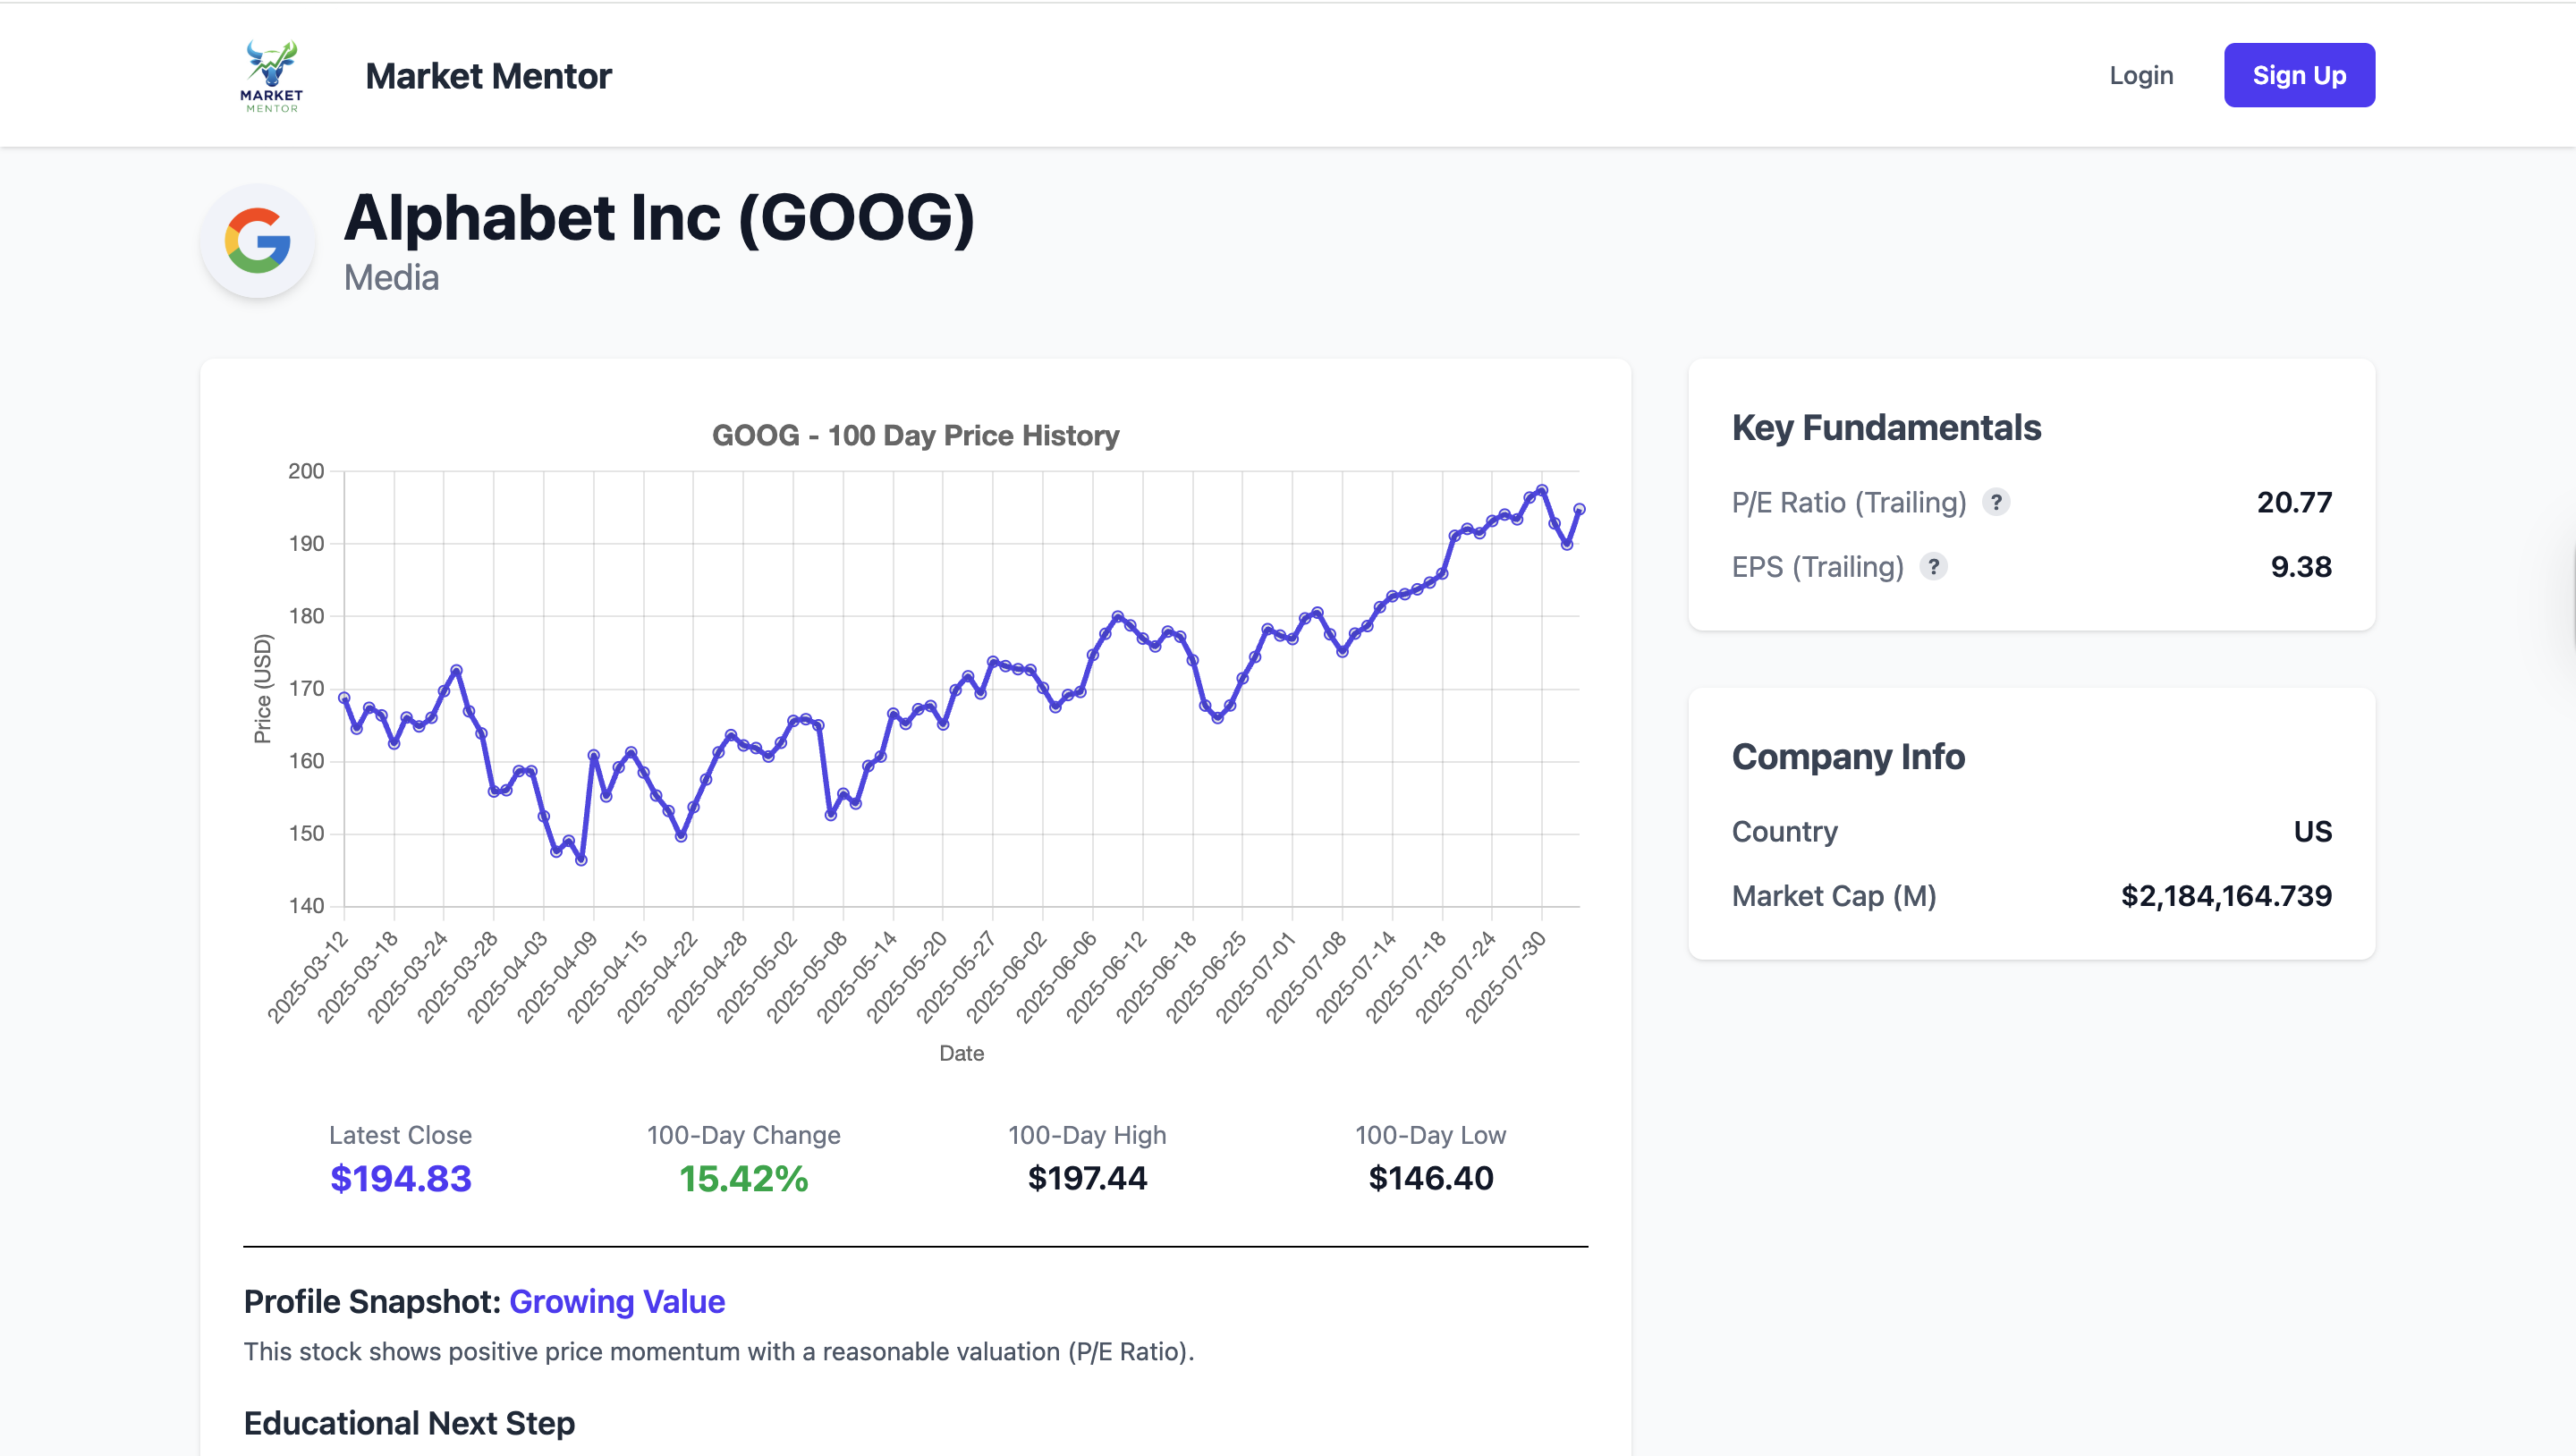 MARKET
MENTOR
Market Mentor
Login
Sign Up
Alphabet Inc (GOOG)
Media
GOOG - 100 Day Price History
200
190
180
170
160
150
140
Price (USD)
2025-03-12
2025-03-18
2025-03-24
2025-03-28
2025-04-03
2025-04-09
2025-04-15
2025-04-22
2025-04-28
2025-05-02
2025-05-08
2025-05-14
2025-05-20
2025-05-27
2025-06-02
2025-06-06
2025-06-12
2025-06-18
2025-06-25
2025-07-01
2025-07-08
2025-07-14
2025-07-18
2025-07-24
2025-07-30
Date
Latest Close
$194.83
100-Day Change
15.42%
100-Day High
$197.44
100-Day Low
$146.40
Profile Snapshot: Growing Value
This stock shows positive price momentum with a reasonable valuation (P/E Ratio).
Educational Next Step
Key Fundamentals
P/E Ratio (Trailing) ? 20.77
EPS (Trailing) ? 9.38
Company Info
Country US
Market Cap (M) $2,184,164.739